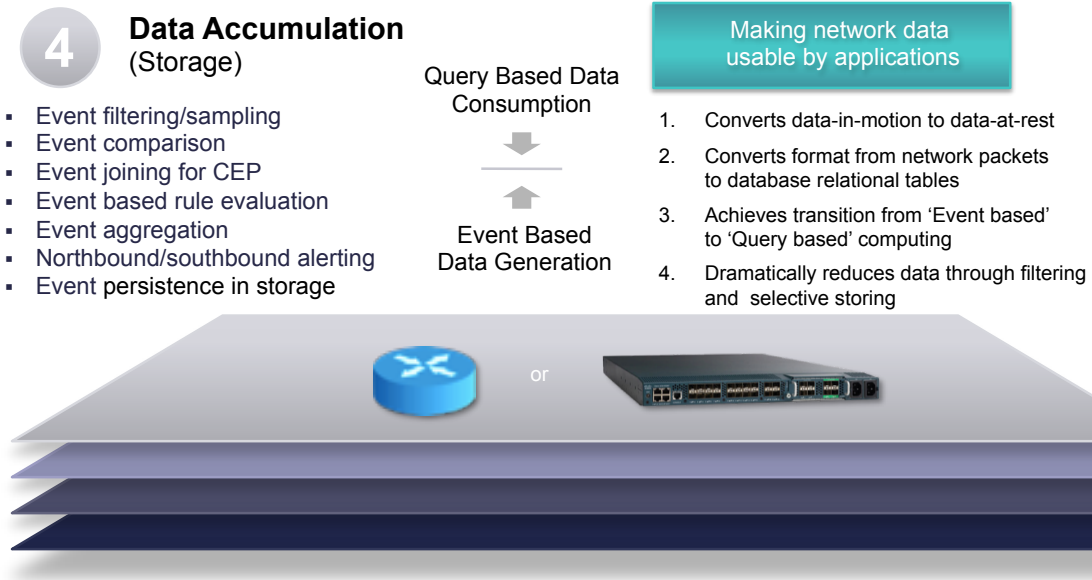 4
Data Accumulation
(Storage)
▪ Event filtering/sampling
▪ Event comparison
▪ Event joining for CEP
▪ Event based rule evaluation
▪ Event aggregation
▪ Northbound/southbound alerting
▪ Event persistence in storage
Query Based Data
Consumption
Event Based
Data Generation
Making network data
usable by applications
1. Converts data-in-motion to data-at-rest
2. Converts format from network packets
to database relational tables
3. Achieves transition from ‘Event based’
to ‘Query based’ computing
4. Dramatically reduces data through filtering
and selective storing
or